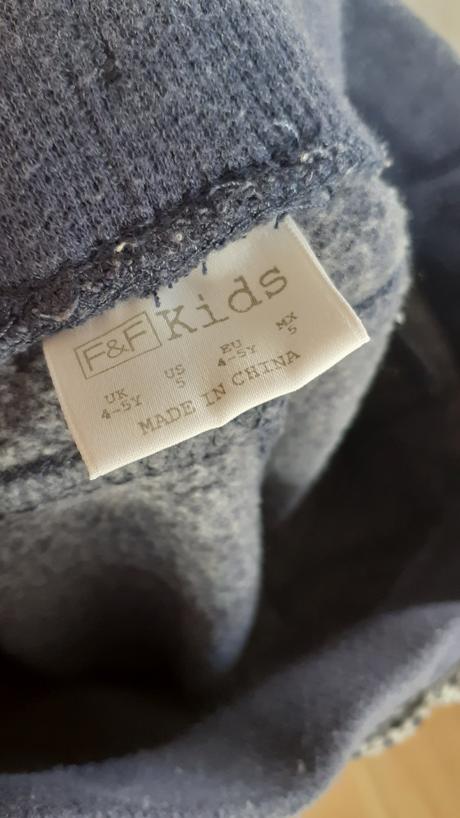 F&F Kids
UK US EU MX
4-5Y 5 4-5Y 5
MADE IN CHINA